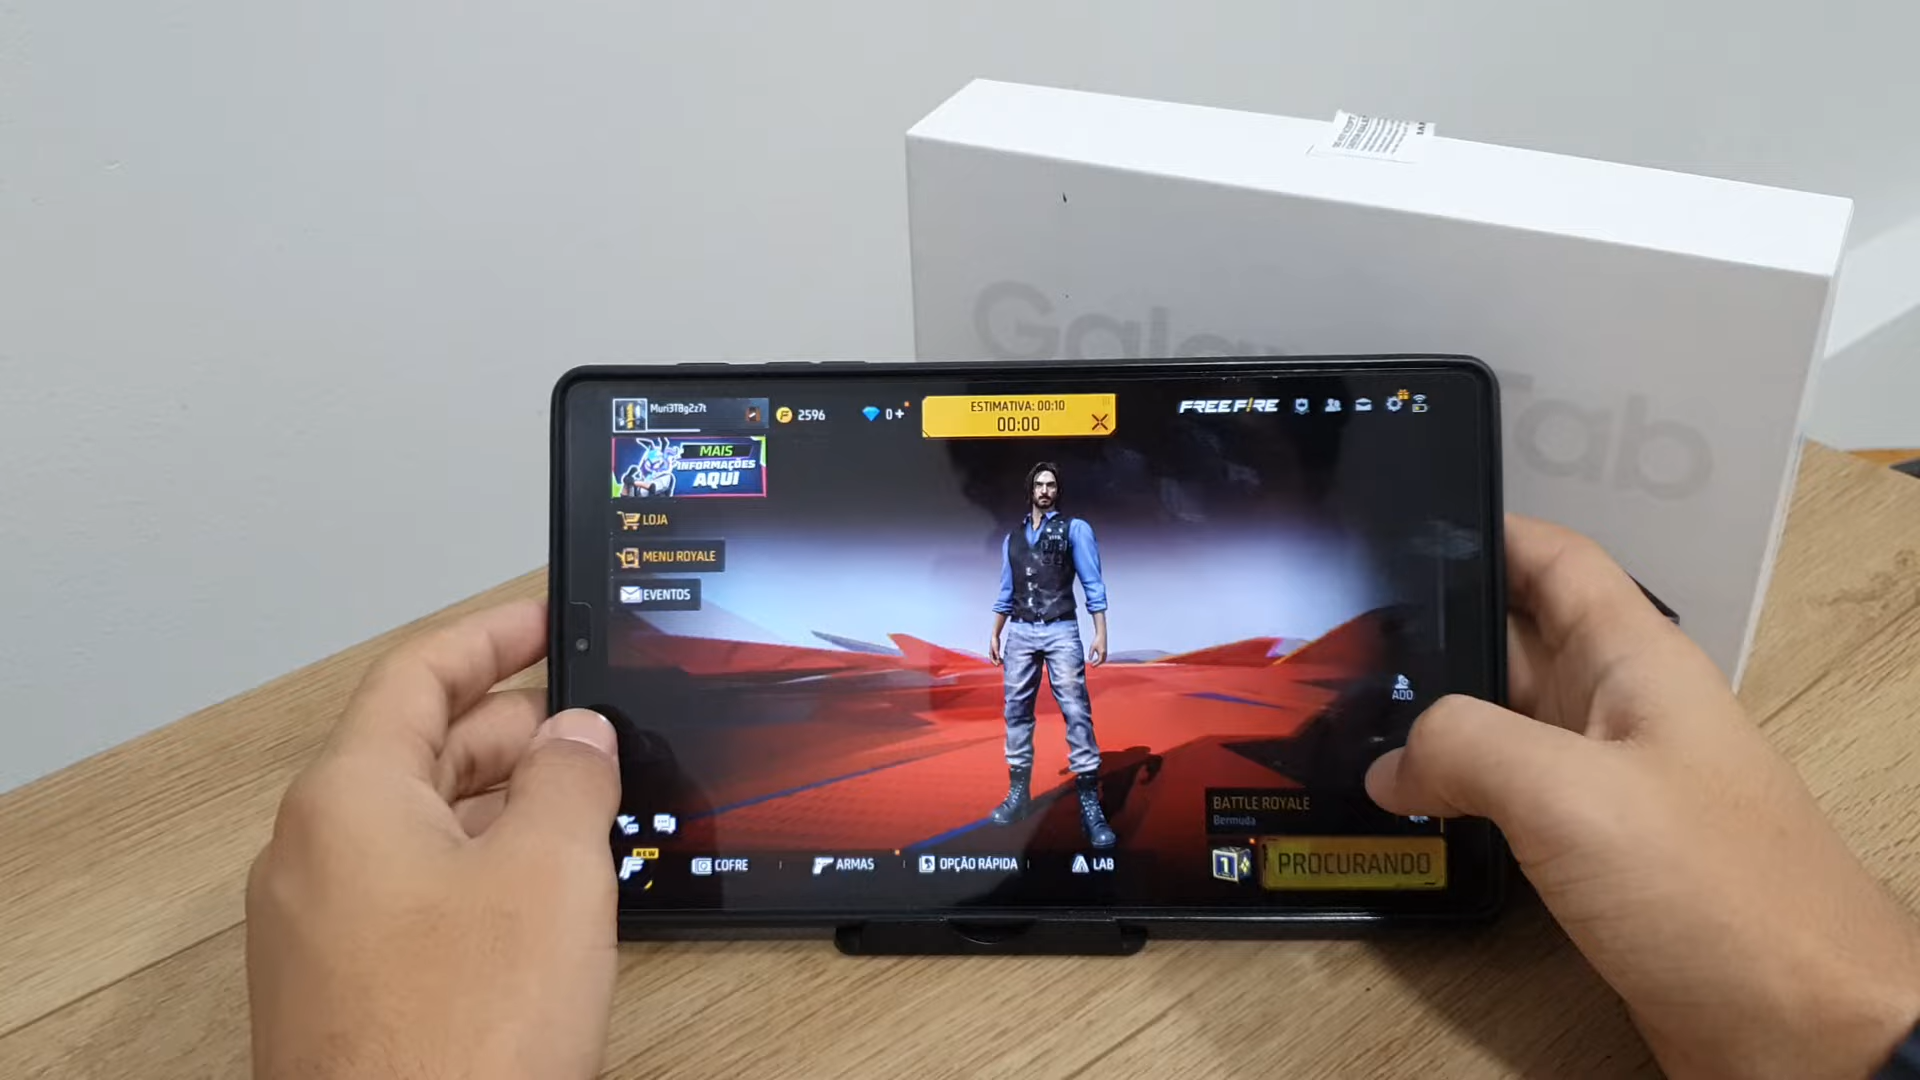 Galaxy Tab
Muri3TBg2z7t
2596
0 +
ESTIMATIVA: 00:10
00:00
FREE FIRE
MAIS
INFORMAÇÕES
AQUI
LOJA
MENU ROYALE
EVENTOS
ADD
BATTLE ROYALE
Bermuda
NEW
COFRE
ARMAS
OPÇÃO RÁPIDA
LAB
1
PROCURANDO